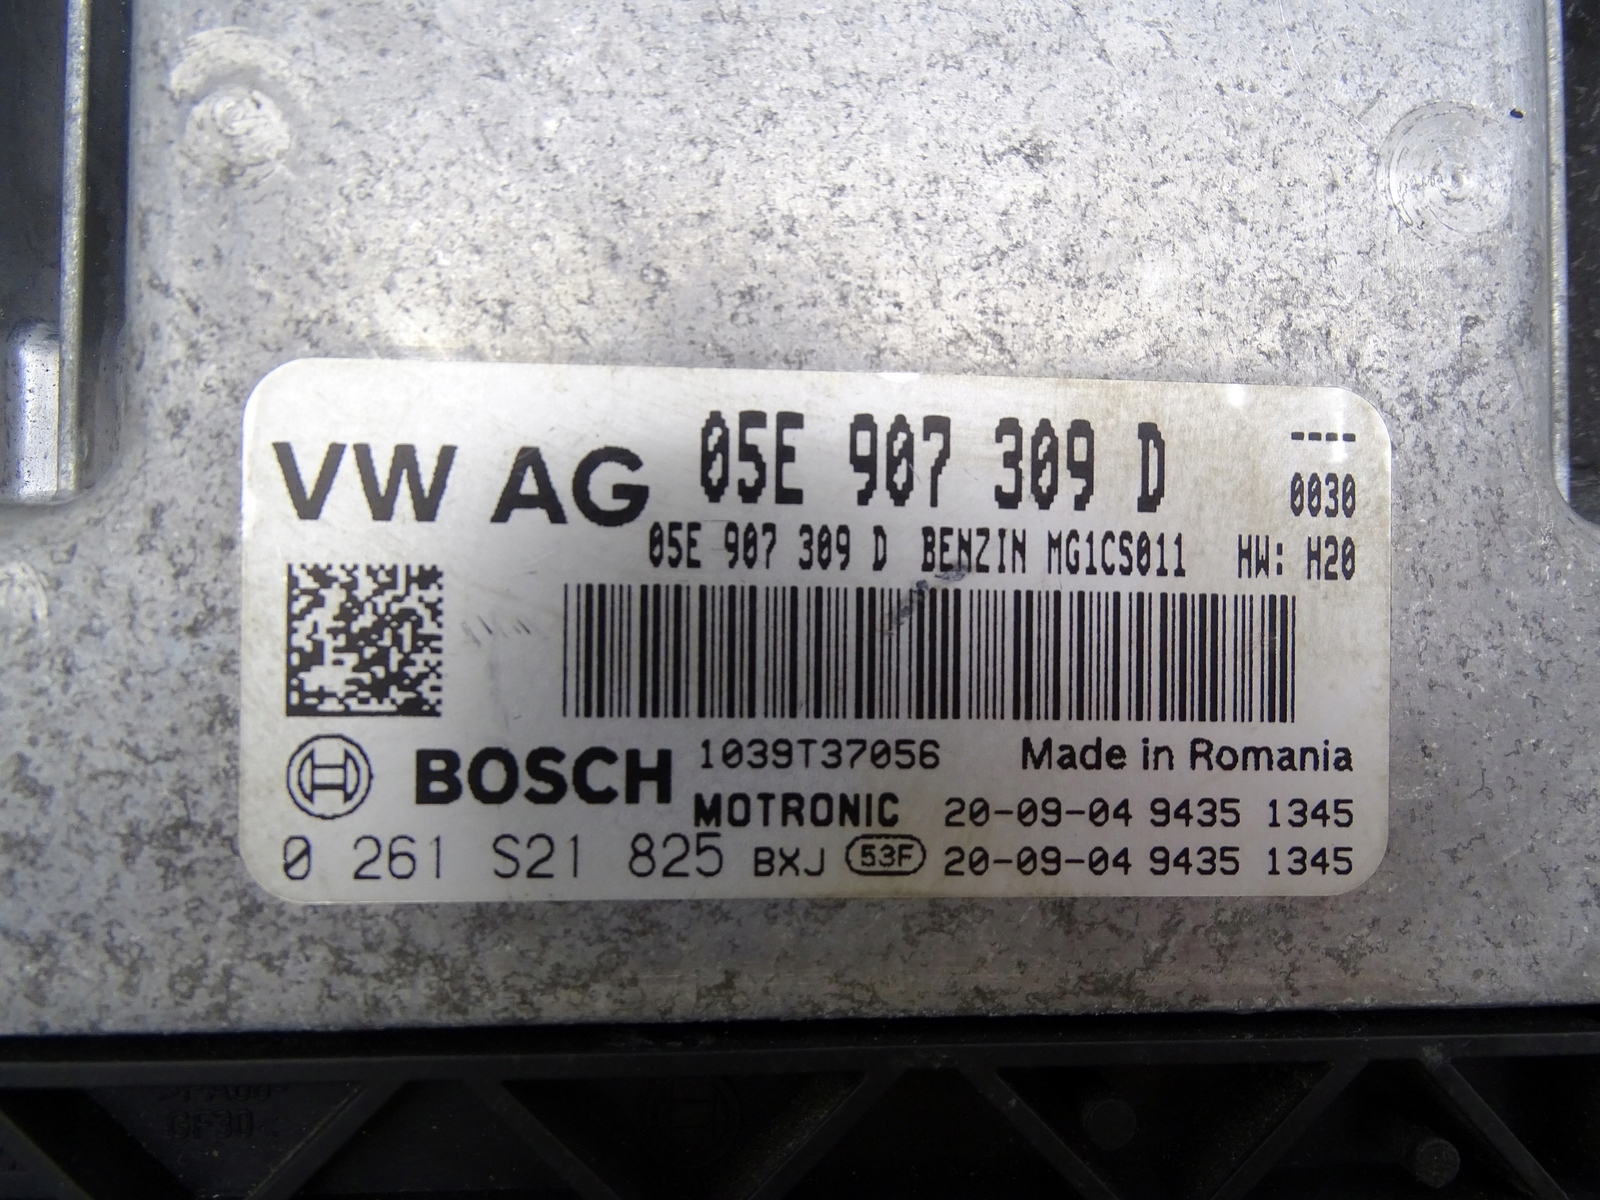 VW AG 05E 907 309 D ----
0030
05E 907 309 D BENZIN MG1CS011 HW: H20
BOSCH 1039T37056 Made in Romania
MOTRONIC 20-09-04 9435 1345
0 261 S21 825 BXJ 53F 20-09-04 9435 1345
GF30